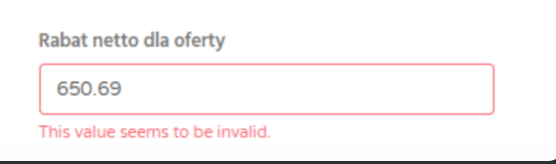 Rabat netto dla oferty
650.69
This value seems to be invalid.